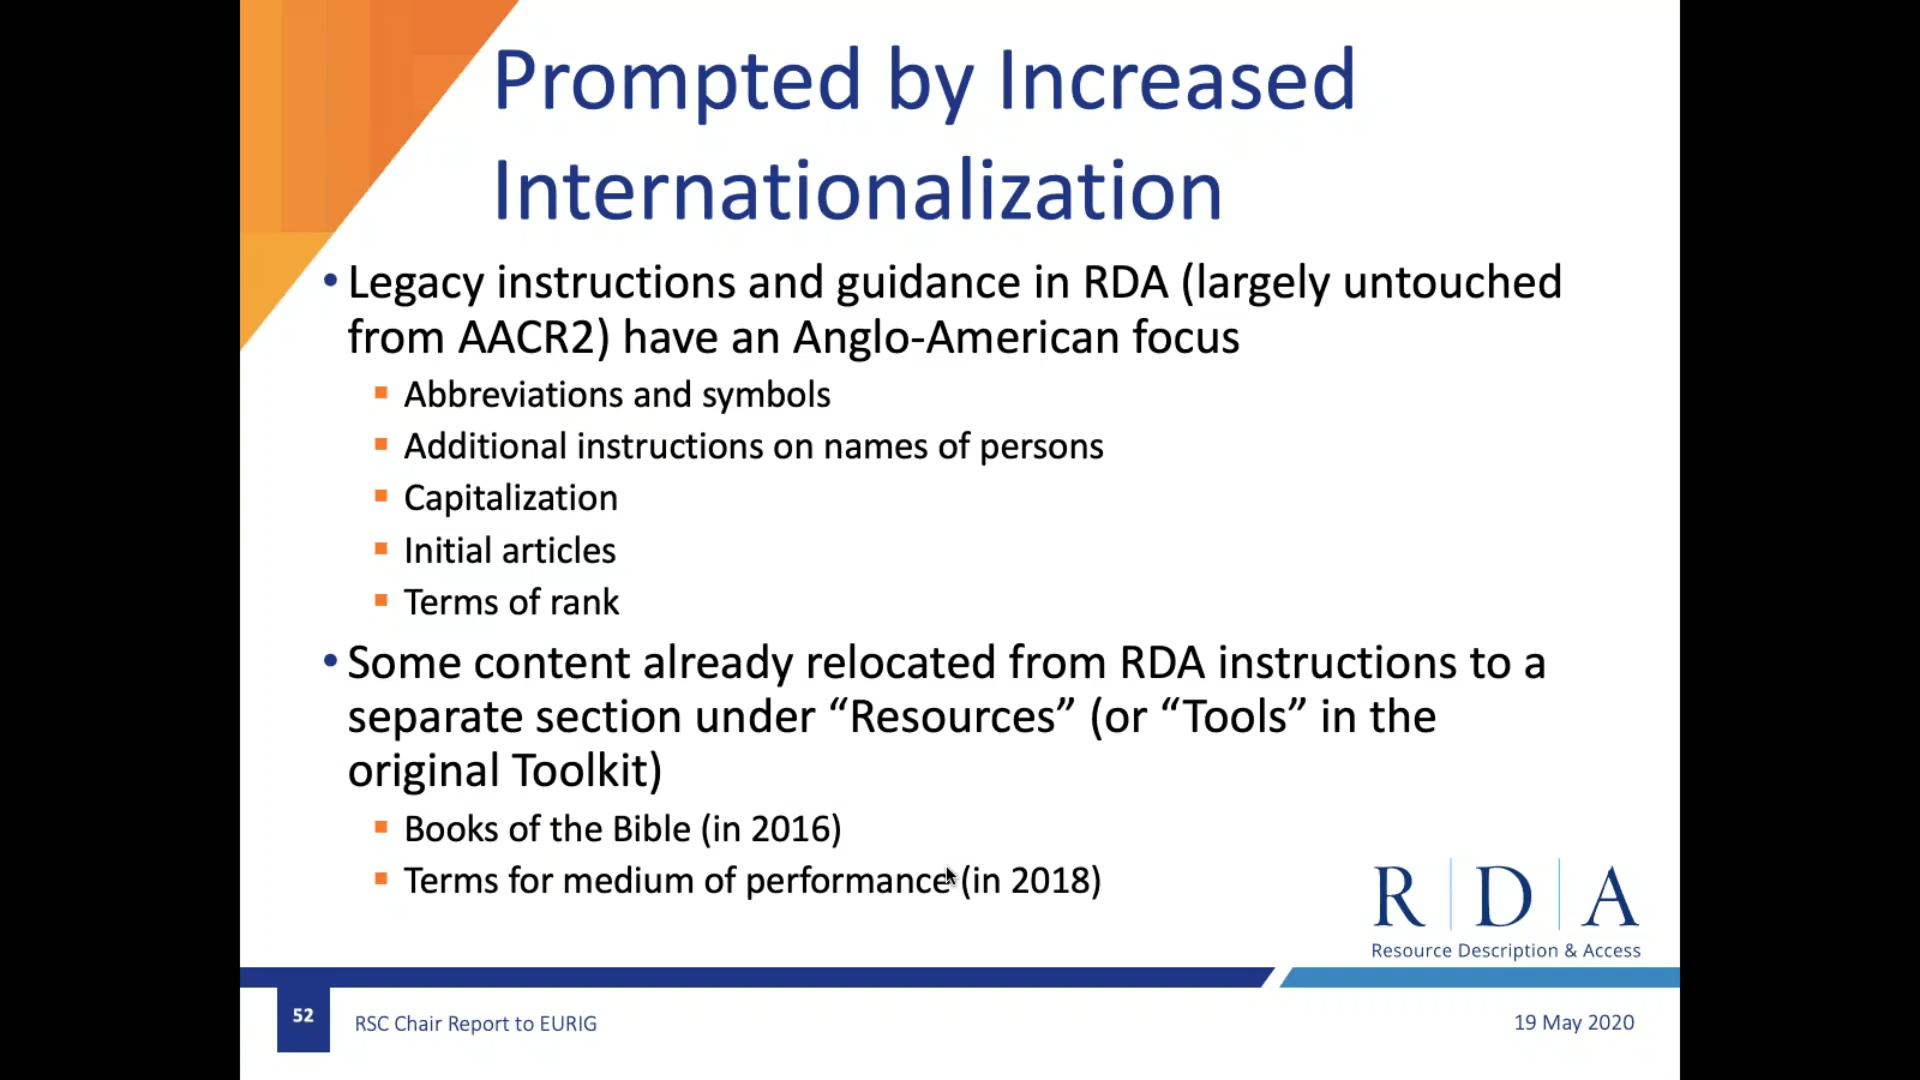 Prompted by Increased
Internationalization
• Legacy instructions and guidance in RDA (largely untouched
from AACR2) have an Anglo-American focus
▪ Abbreviations and symbols
▪ Additional instructions on names of persons
▪ Capitalization
▪ Initial articles
▪ Terms of rank
• Some content already relocated from RDA instructions to a
separate section under “Resources” (or “Tools” in the
original Toolkit)
▪ Books of the Bible (in 2016)
▪ Terms for medium of performance (in 2018)
R|D|A
Resource Description & Access
52
RSC Chair Report to EURIG
19 May 2020